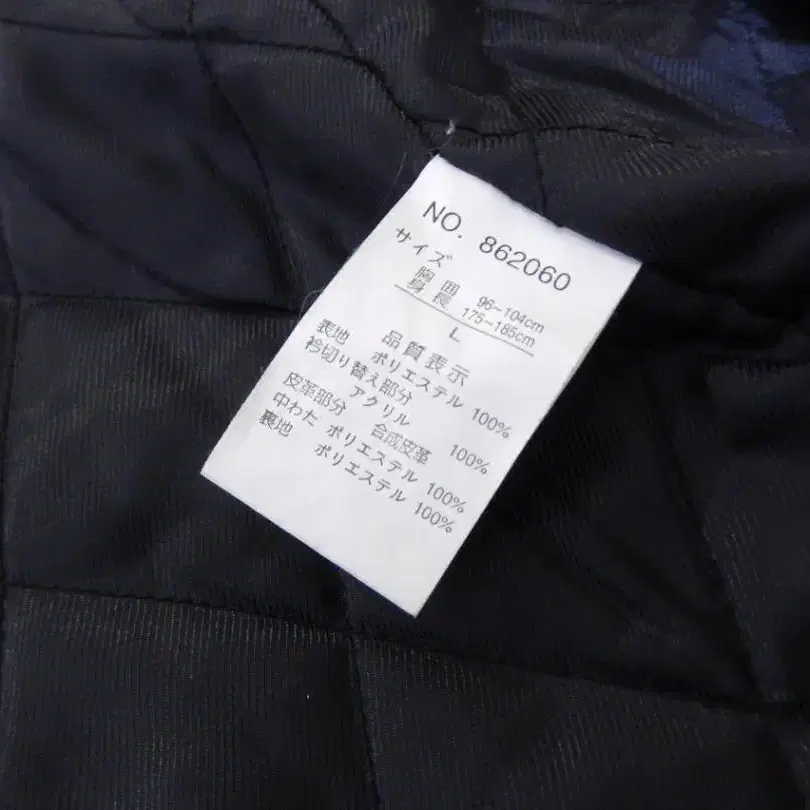 NO. 862060
サイズ
胸囲 96~104cm
身長 175~185cm
L
品質表示
表地 ポリエステル 100%
衿切り替え部分
アクリル 100%
皮革部分 合成皮革
中わた ポリエステル 100%
裏地 ポリエステル 100%